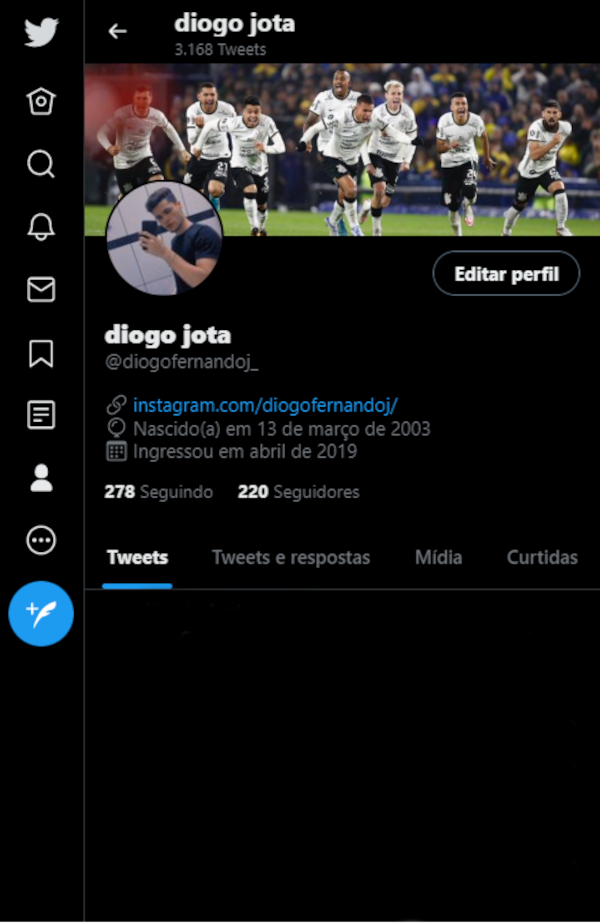 diogo jota
3.168 Tweets
Editar perfil
diogo jota
@diogofernandoj_
instagram.com/diogofernandoj/
Nascido(a) em 13 de março de 2003
Ingressou em abril de 2019
278 Seguindo 220 Seguidores
Tweets Tweets e respostas Mídia Curtidas